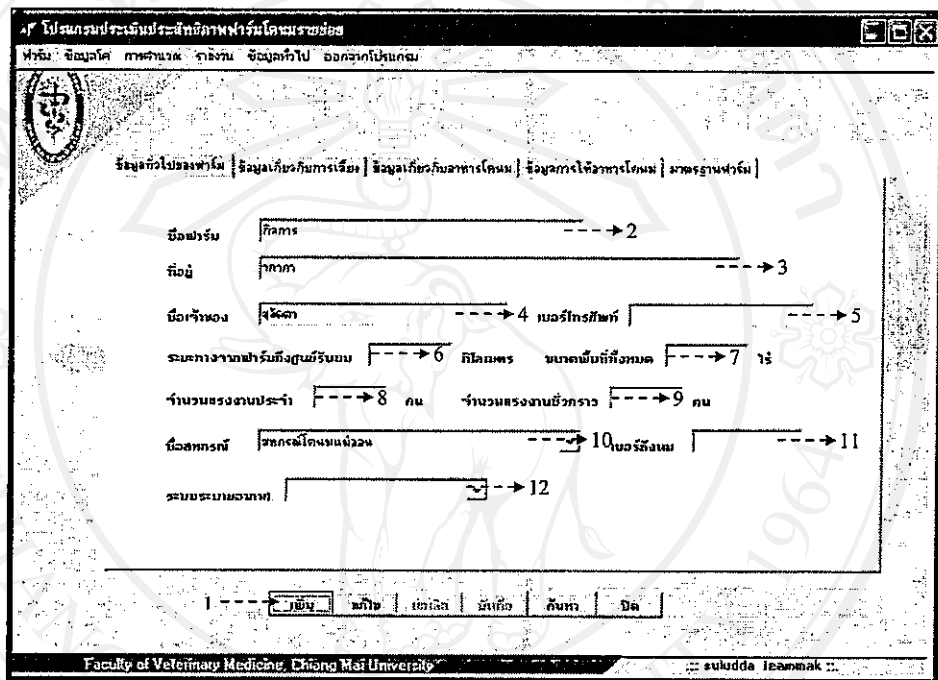 โปรแกรมประเมินประสิทธิภาพฟาร์มโคนมรายย่อย
ฟาร์ม ข้อมูลโค การคำนวณ รายงาน ข้อมูลทั่วไป ออกจากโปรแกรม
ข้อมูลทั่วไปของฟาร์ม ข้อมูลเกี่ยวกับการเลี้ยง ข้อมูลเกี่ยวกับอาหารโคนม ข้อมูลการให้อาหารโคนม มาตรฐานฟาร์ม
ชื่อฟาร์ม กิจการ 2
ที่อยู่ 3
ชื่อเจ้าของ 4 เบอร์โทรศัพท์ 5
ระยะทางจากฟาร์มถึงศูนย์รับนม 6 กิโลเมตร ขนาดพื้นที่ทั้งหมด 7 ไร่
จำนวนแรงงานประจำ 8 คน จำนวนแรงงานชั่วคราว 9 คน
ชื่อสหกรณ์ สหกรณ์โคนมแม่วอน 10 เบอร์ถังนม 11
ระบบระบายอากาศ 12
1 เพิ่ม แก้ไข ยกเลิก บันทึก ค้นหา ปิด
Faculty of Veterinary Medicine, Chiang Mai University ::: sukudda leammak :::
1964